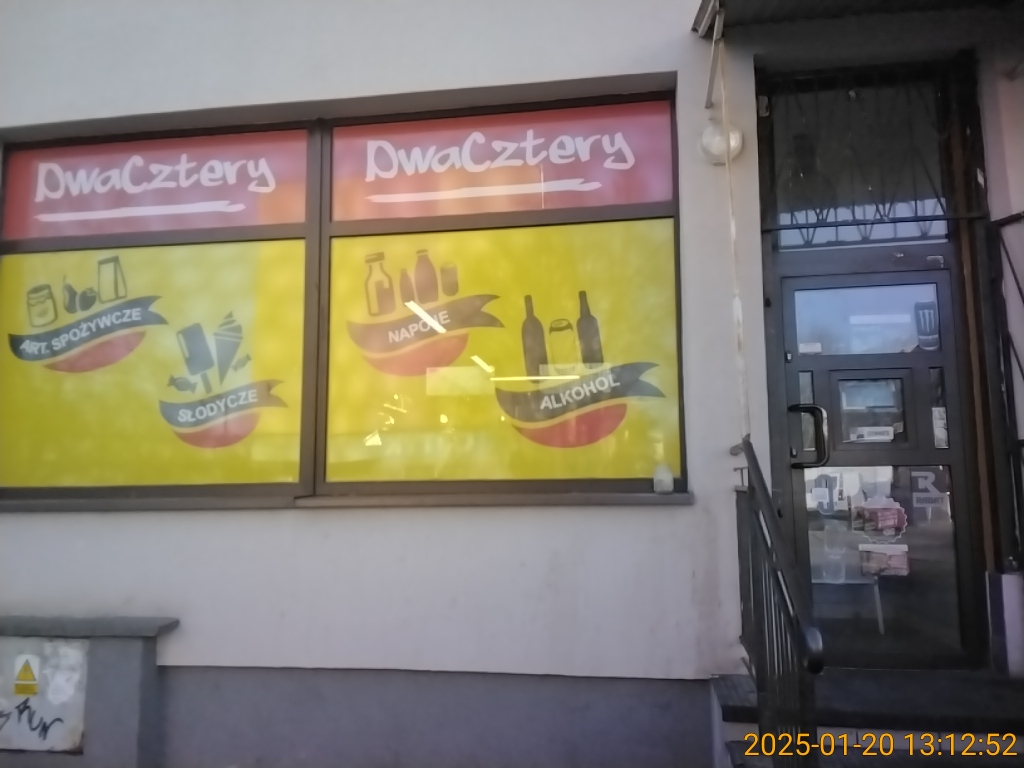 DwaCztery
DwaCztery
ART. SPOŻYWCZE
SŁODYCZE
NAPOJE
ALKOHOL
2025-01-20 13:12:52